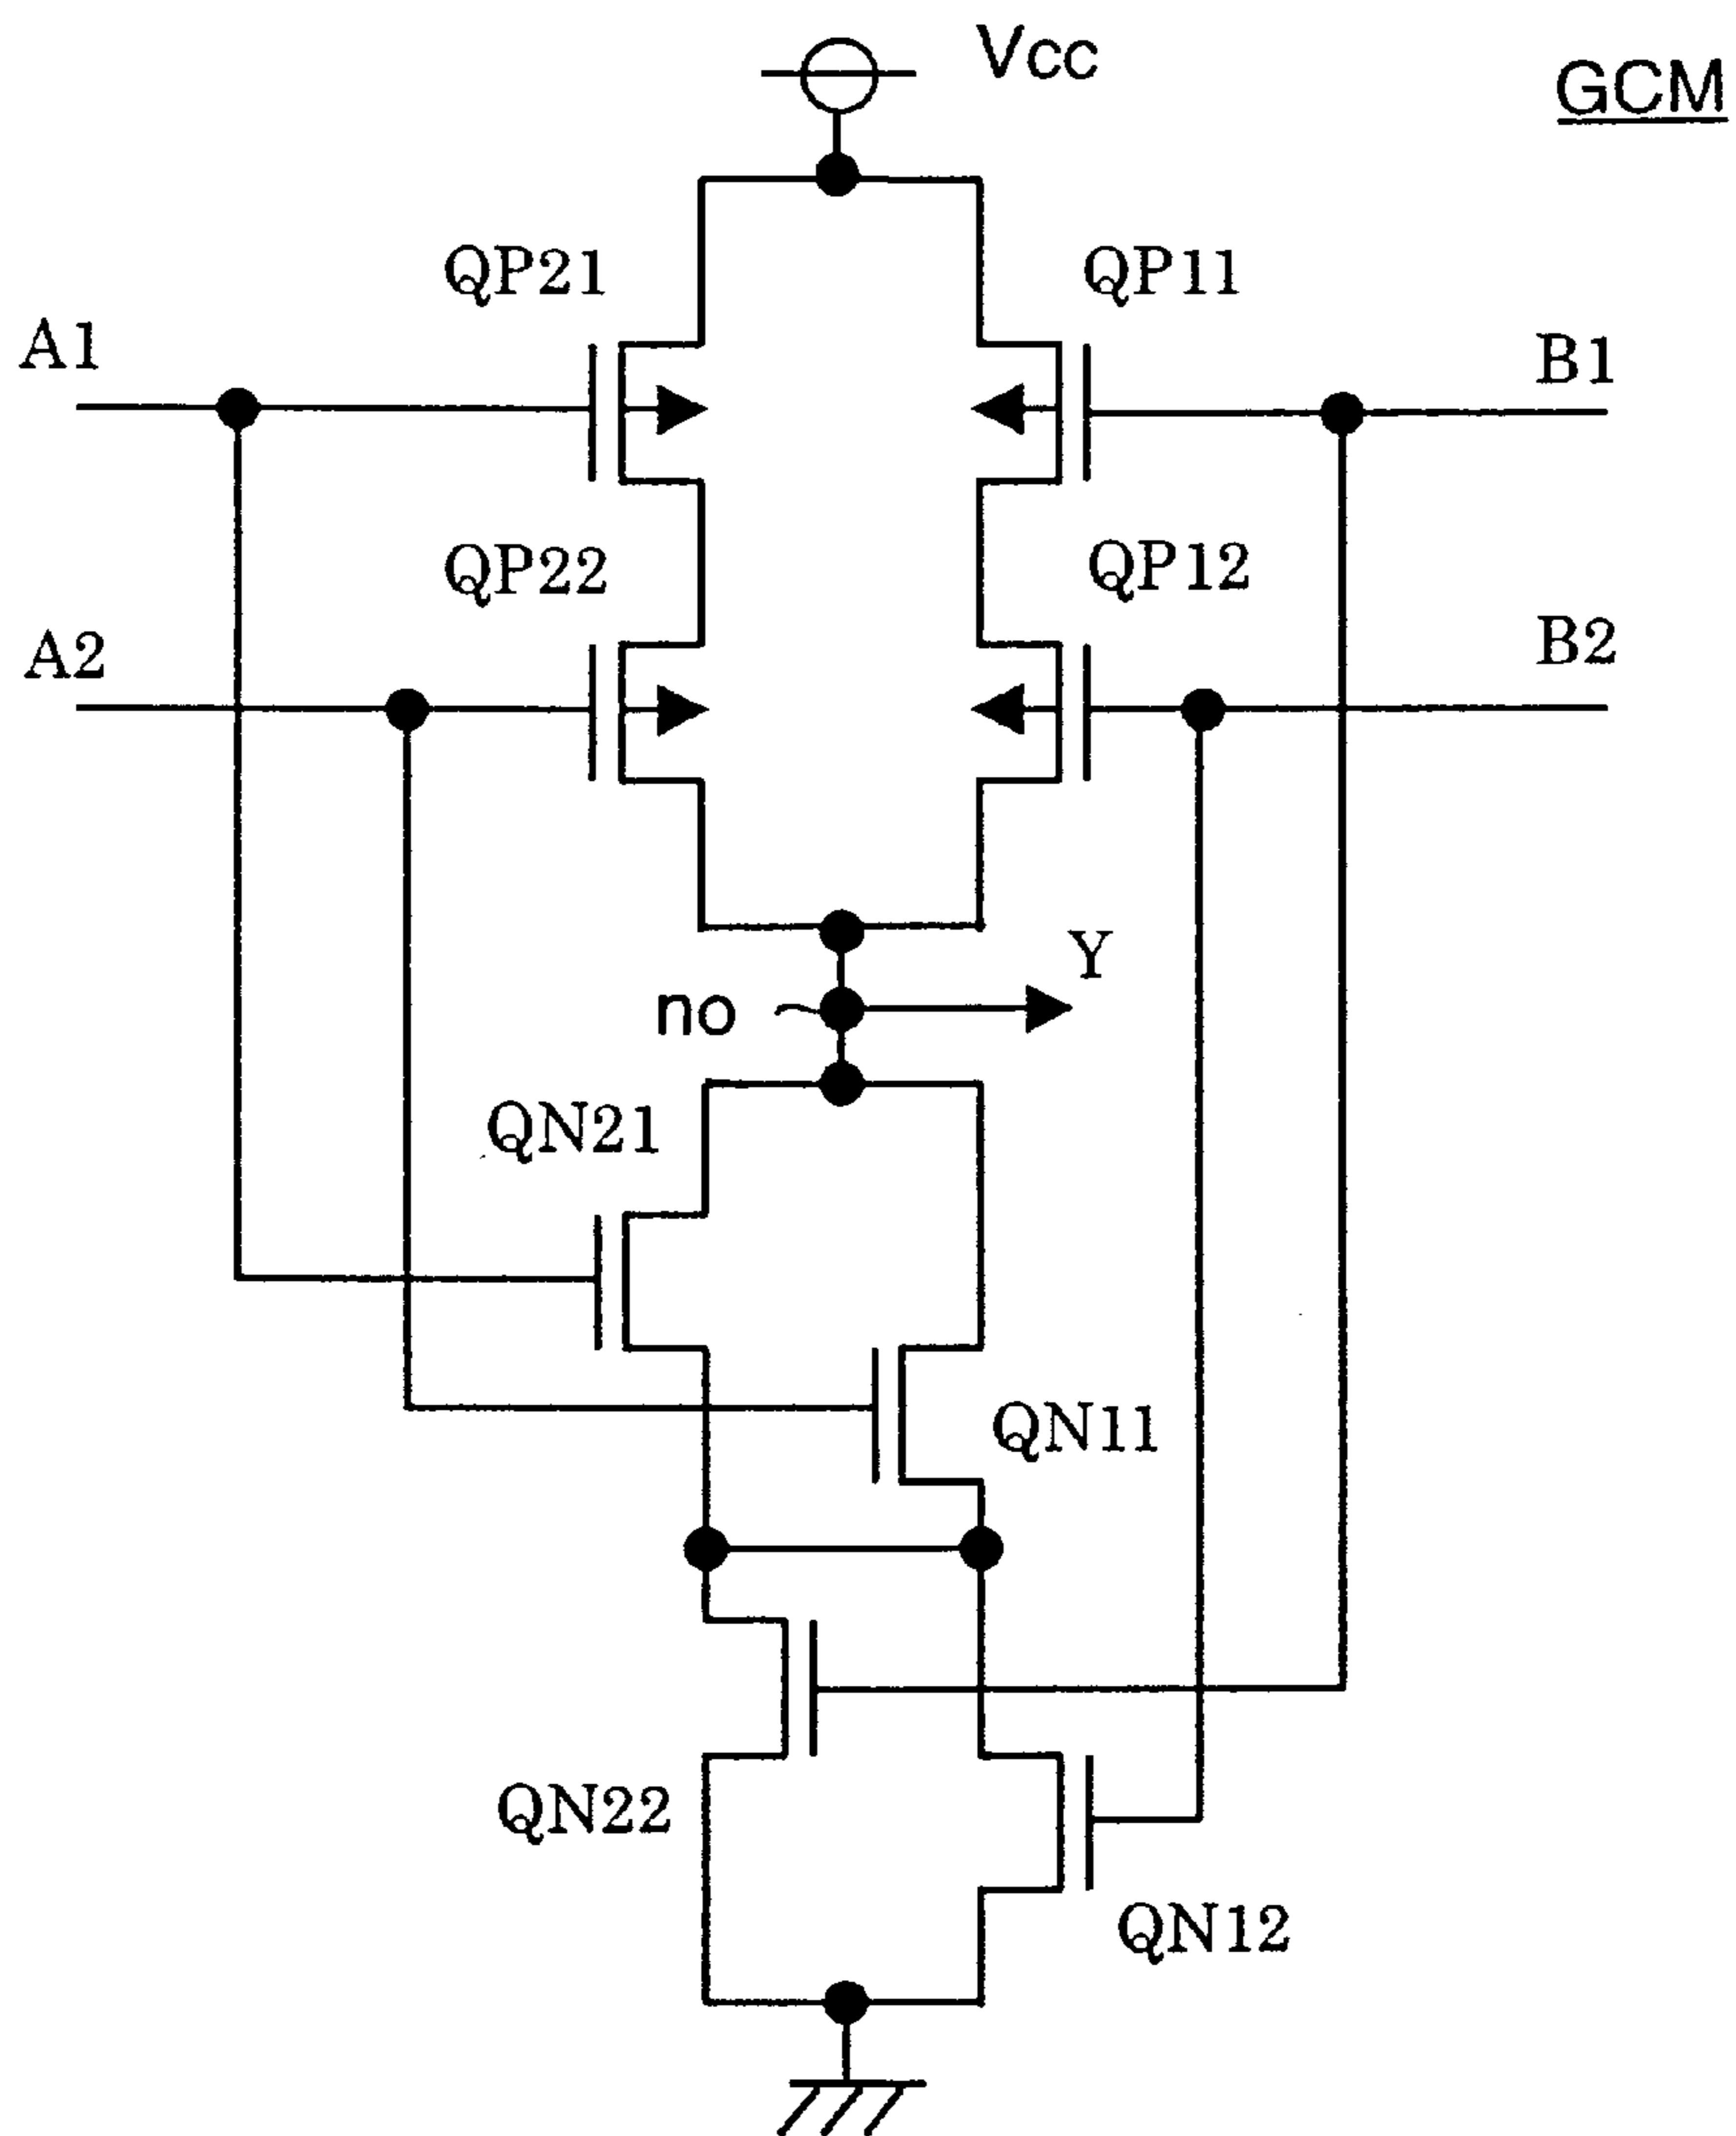 Vcc
GCM
QP21
QP11
A1
B1
QP22
QP12
A2
B2
Y
no
QN21
QN11
QN22
QN12